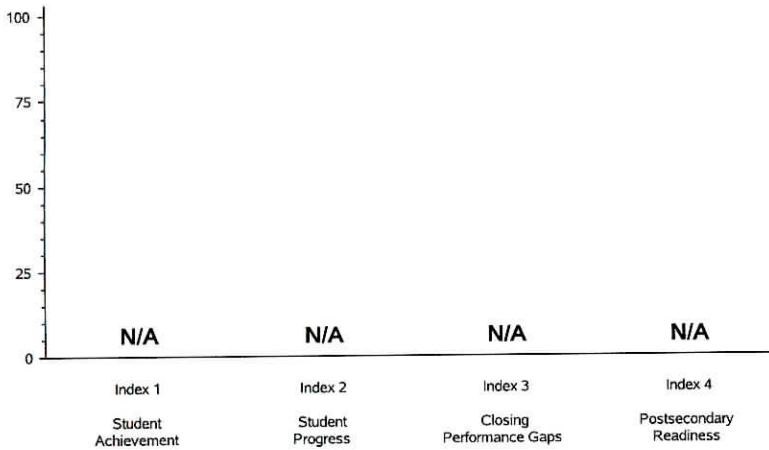 100
75
50
25
0
N/A
N/A
N/A
N/A
Index 1
Index 2
Index 3
Index 4
Student
Achievement
Student
Progress
Closing
Performance Gaps
Postsecondary
Readiness